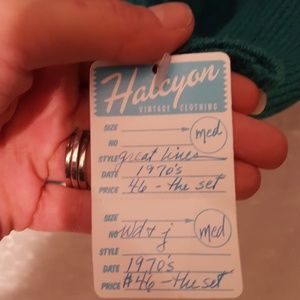 Halcyon
VINTAGE CLOTHING
SIZE med
NO
STYLE great lines
DATE 1970's
PRICE 46 - the set
SIZE
NO med
STYLE
DATE 1970's
PRICE $46 - the set